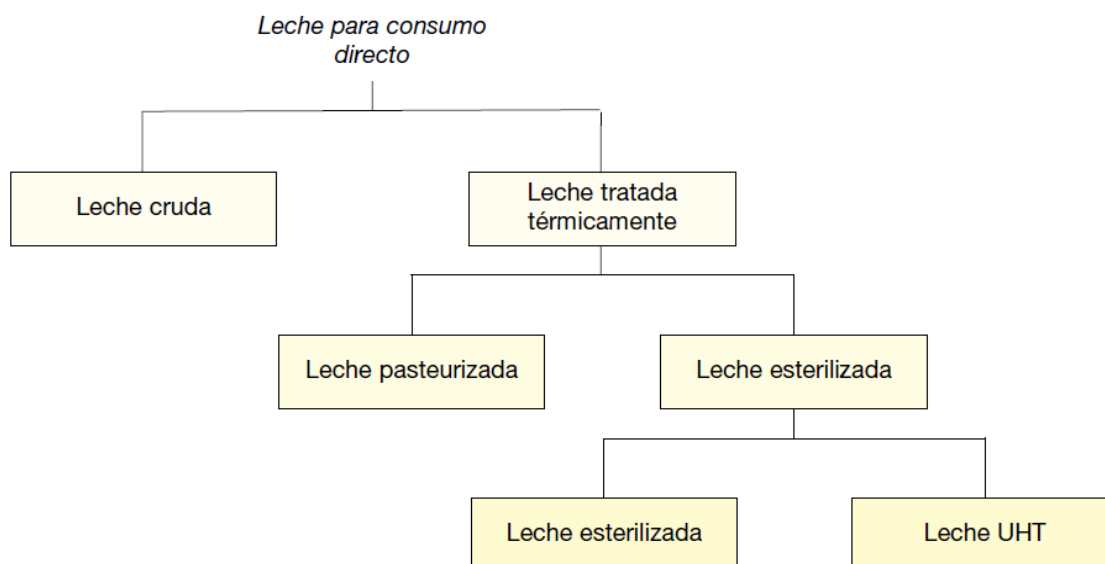 Leche para consumo
directo
Leche cruda
Leche tratada
térmicamente
Leche pasteurizada
Leche esterilizada
Leche esterilizada
Leche UHT